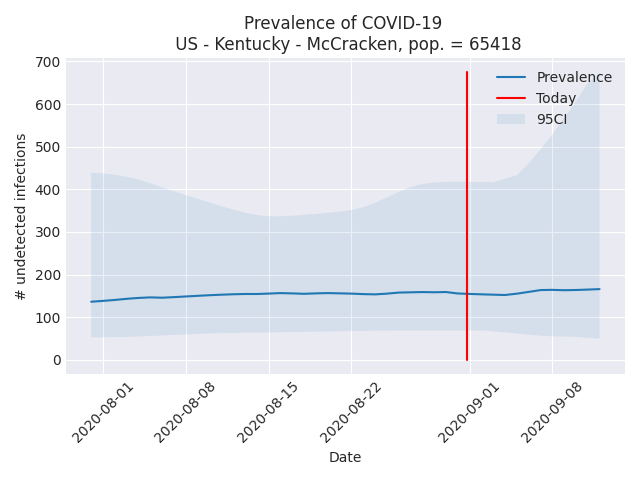 Prevalence of COVID-19
US - Kentucky - McCracken, pop. = 65418
700
600
500
400
300
200
100
0
# undetected infections
Prevalence
Today
95CI
2020-08-01
2020-08-08
2020-08-15
2020-08-22
2020-09-01
2020-09-08
Date